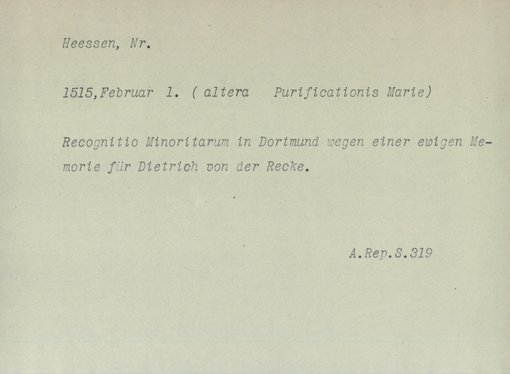 Heessen, Nr.
1515,Februar 1. ( altera Purificationis Marie)
Recognitio Minoritarum in Dortmund wegen einer ewigen Me-
morie für Dietrich von der Recke.
A.Rep.S.319